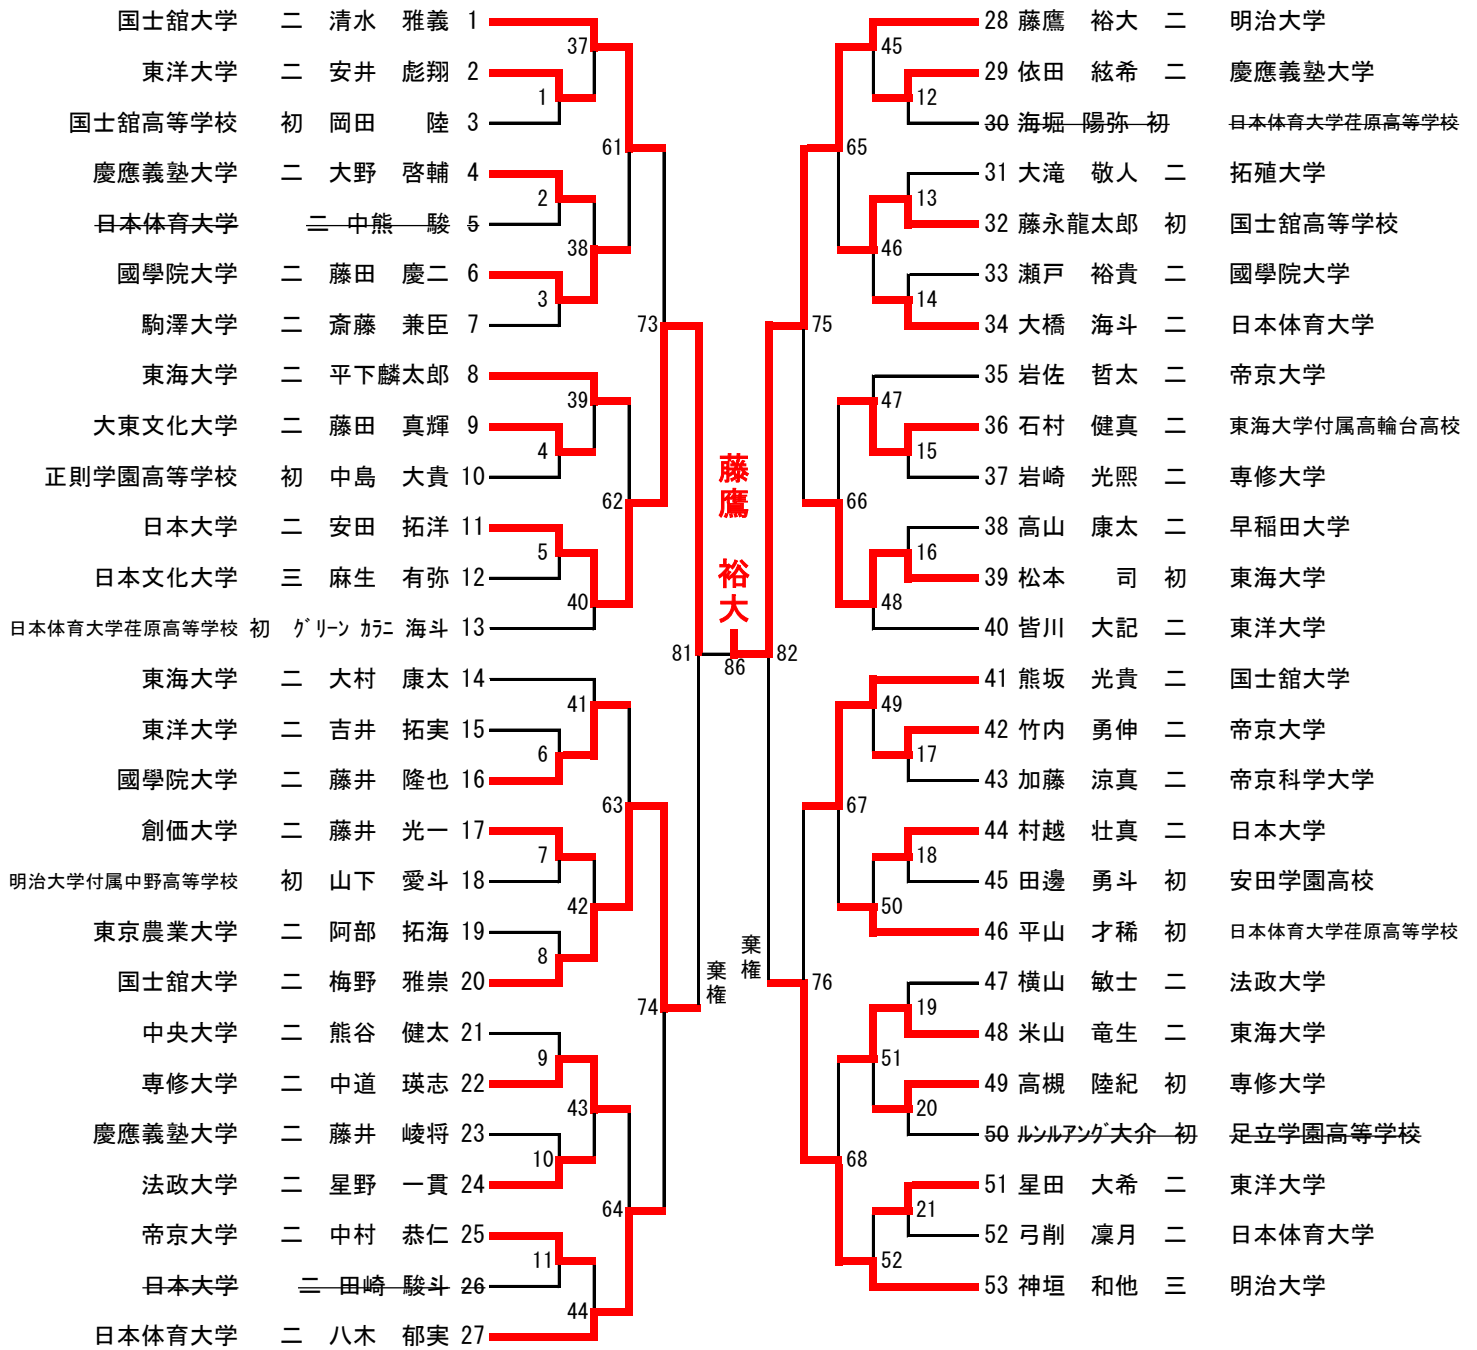 国士舘大学 二 清水 雅義 1
37
東洋大学 二 安井 彪翔 2
1
国士舘高等学校 初 岡田 陸 3
61
慶應義塾大学 二 大野 啓輔 4
2
日本体育大学 二 中熊 駿 5
38
國學院大学 二 藤田 慶二 6
3
駒澤大学 二 斎藤 兼臣 7
73
東海大学 二 平下麟太郎 8
39
大東文化大学 二 藤田 真輝 9
4
正則学園高等学校 初 中島 大貴 10
62
日本大学 二 安田 拓洋 11
5
日本文化大学 三 麻生 有弥 12
40
日本体育大学荏原高等学校 初 グリーン カラニ 海斗 13
81
東海大学 二 大村 康太 14
41
東洋大学 二 吉井 拓実 15
6
國學院大学 二 藤井 隆也 16
63
創価大学 二 藤井 光一 17
7
明治大学付属中野高等学校 初 山下 愛斗 18
42
東京農業大学 二 阿部 拓海 19
8
国士舘大学 二 梅野 雅崇 20
74
棄権
中央大学 二 熊谷 健太 21
9
専修大学 二 中道 瑛志 22
43
慶應義塾大学 二 藤井 崚将 23
10
法政大学 二 星野 一貫 24
64
帝京大学 二 中村 恭仁 25
11
日本大学 二 田崎 駿斗 26
44
日本体育大学 二 八木 郁実 27
藤鷹 裕大
86
28 藤鷹 裕大 二 明治大学
45
29 依田 紘希 二 慶應義塾大学
12
30 海堀 陽弥 初 日本体育大学荏原高等学校
65
31 大滝 敬人 二 拓殖大学
13
32 藤永龍太郎 初 国士舘高等学校
46
33 瀬戸 裕貴 二 國學院大学
14
34 大橋 海斗 二 日本体育大学
75
35 岩佐 哲太 二 帝京大学
47
36 石村 健真 二 東海大学付属高輪台高校
15
37 岩崎 光熙 二 専修大学
66
38 高山 康太 二 早稲田大学
16
39 松本 司 初 東海大学
48
40 皆川 大記 二 東洋大学
82
41 熊坂 光貴 二 国士舘大学
49
42 竹内 勇伸 二 帝京大学
17
43 加藤 涼真 二 帝京科学大学
67
44 村越 壮真 二 日本大学
18
45 田邊 勇斗 初 安田学園高校
50
46 平山 才稀 初 日本体育大学荏原高等学校
棄権
76
47 横山 敏士 二 法政大学
19
48 米山 竜生 二 東海大学
51
49 高槻 陸紀 初 専修大学
20
50 ルンルアング大介 初 足立学園高等学校
68
51 星田 大希 二 東洋大学
21
52 弓削 凜月 二 日本体育大学
52
53 神垣 和他 三 明治大学